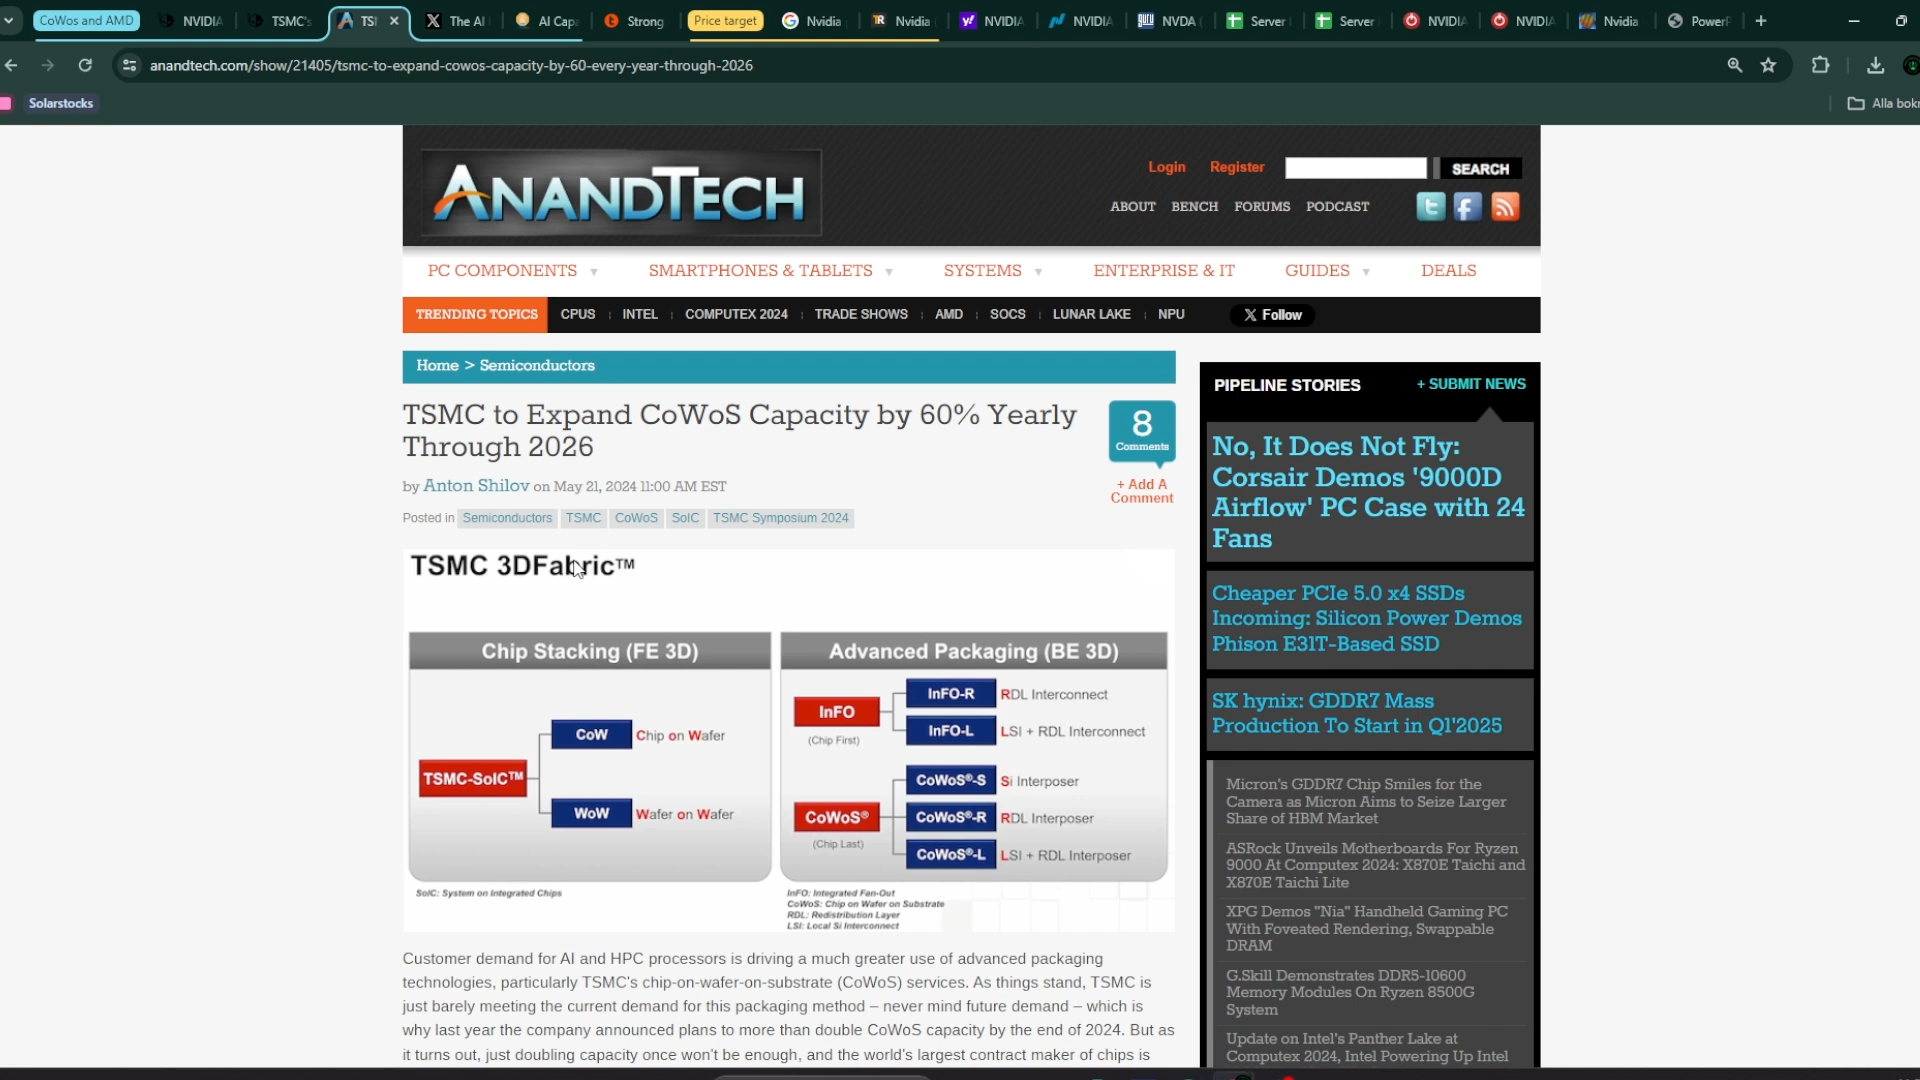 CoWos and AMD
NVIDIA
TSMC's
TSI
The AI
AI Cap
Strong
Price target
Nvidia
Nvidia
NVIDIA
NVIDIA
NVDA
Server
Server
NVIDIA
NVIDIA
Nvidia
PowerP
anandtech.com/show/21405/tsmc-to-expand-cowos-capacity-by-60-every-year-through-2026
Solarstocks
Alla bok
ANANDTECH
Login
Register
SEARCH
ABOUT
BENCH
FORUMS
PODCAST
PC COMPONENTS
SMARTPHONES & TABLETS
SYSTEMS
ENTERPRISE & IT
GUIDES
DEALS
TRENDING TOPICS
CPUS
INTEL
COMPUTEX 2024
TRADE SHOWS
AMD
SOCS
LUNAR LAKE
NPU
X Follow
Home > Semiconductors
TSMC to Expand CoWoS Capacity by 60% Yearly
Through 2026
8
Comments
+ Add A
Comment
by Anton Shilov on May 21, 2024 11:00 AM EST
Posted in Semiconductors TSMC CoWoS SoIC TSMC Symposium 2024
TSMC 3DFabric™
Chip Stacking (FE 3D)
TSMC-SoIC™
CoW
Chip on Wafer
WoW
Wafer on Wafer
SoIC: System on Integrated Chips
Advanced Packaging (BE 3D)
InFO
(Chip First)
InFO-R
RDL Interconnect
InFO-L
LSI + RDL Interconnect
CoWoS®
(Chip Last)
CoWoS®-S
Si Interposer
CoWoS®-R
RDL Interposer
CoWoS®-L
LSI + RDL Interposer
InFO: Integrated Fan-Out
CoWoS: Chip on Wafer on Substrate
RDL: Redistribution Layer
LSI: Local Si Interconnect
Customer demand for AI and HPC processors is driving a much greater use of advanced packaging
technologies, particularly TSMC's chip-on-wafer-on-substrate (CoWoS) services. As things stand, TSMC is
just barely meeting the current demand for this packaging method – never mind future demand – which is
why last year the company announced plans to more than double CoWoS capacity by the end of 2024. But as
it turns out, just doubling capacity once won't be enough, and the world's largest contract maker of chips is
PIPELINE STORIES
+ SUBMIT NEWS
No, It Does Not Fly:
Corsair Demos '9000D
Airflow' PC Case with 24
Fans
Cheaper PCIe 5.0 x4 SSDs
Incoming: Silicon Power Demos
Phison E31T-Based SSD
SK hynix: GDDR7 Mass
Production To Start in Q1'2025
Micron's GDDR7 Chip Smiles for the
Camera as Micron Aims to Seize Larger
Share of HBM Market
ASRock Unveils Motherboards For Ryzen
9000 At Computex 2024: X870E Taichi and
X870E Taichi Lite
XPG Demos "Nia" Handheld Gaming PC
With Foveated Rendering, Swappable
DRAM
G.Skill Demonstrates DDR5-10600
Memory Modules On Ryzen 8500G
System
Update on Intel's Panther Lake at
Computex 2024, Intel Powering Up Intel